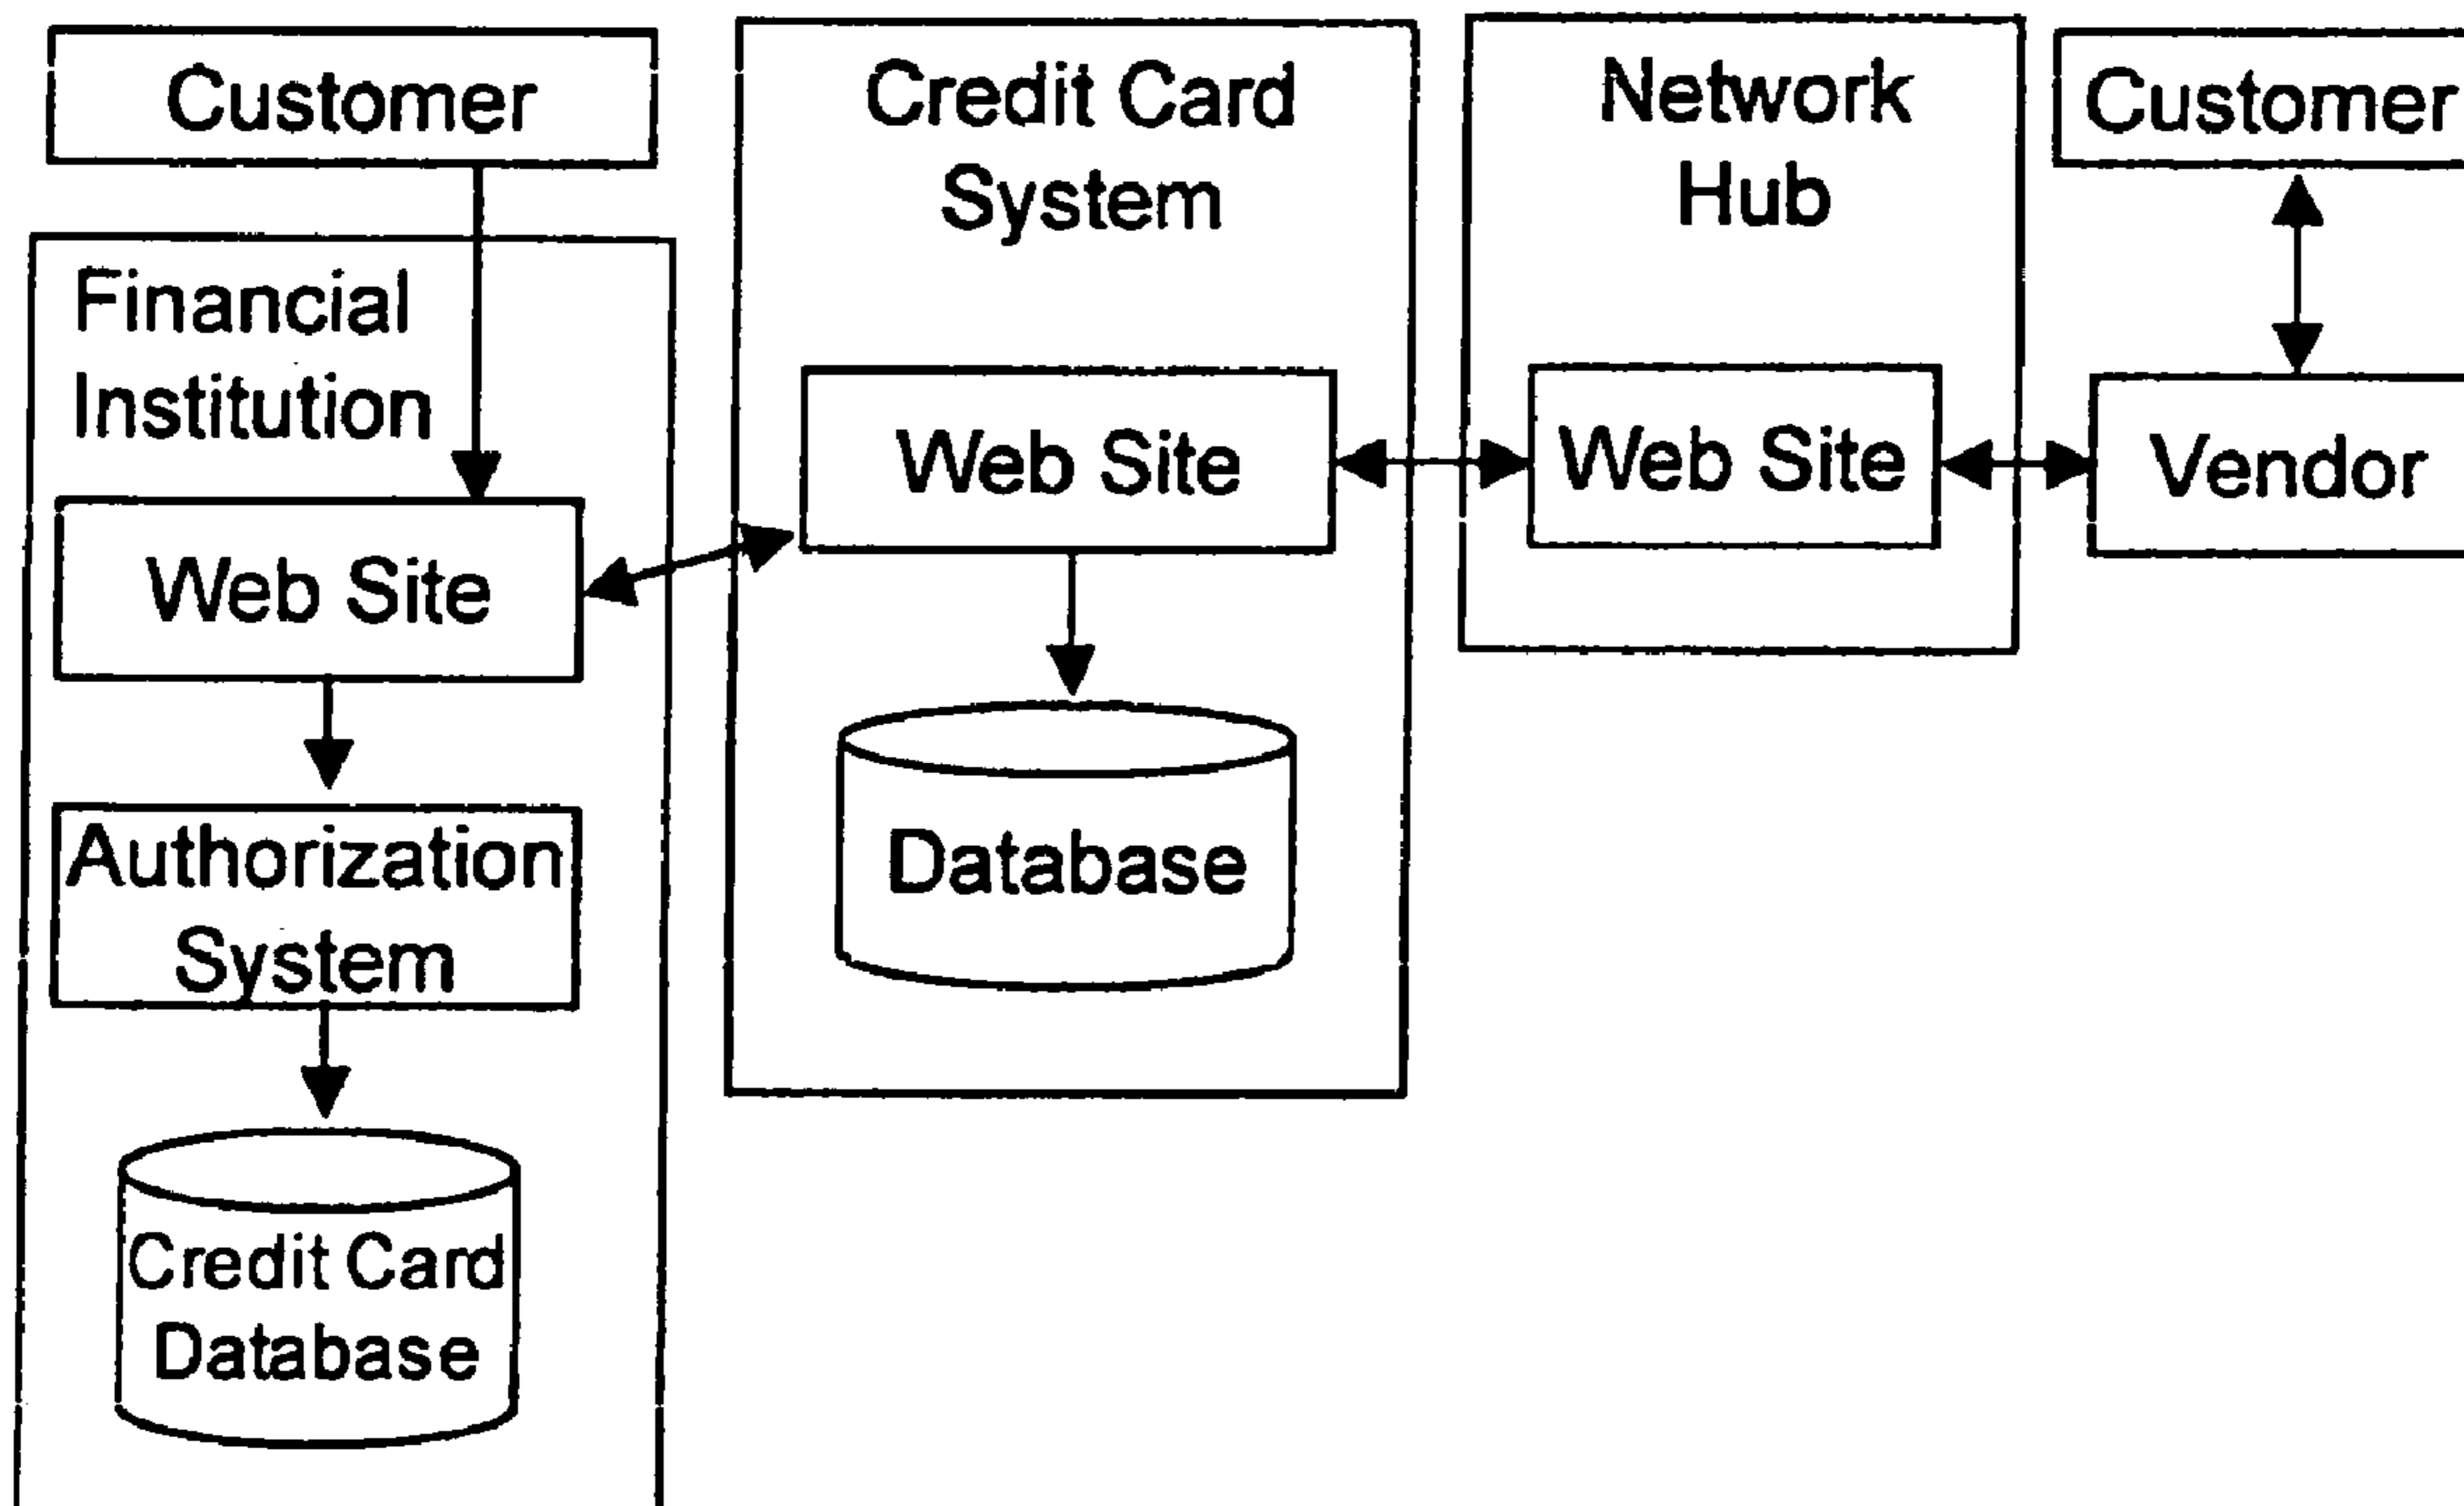 Customer
Financial
Institution
Web Site
Authorization
System
Credit Card
Database
Credit Card
System
Web Site
Database
Network
Hub
Web Site
Customer
Vendor